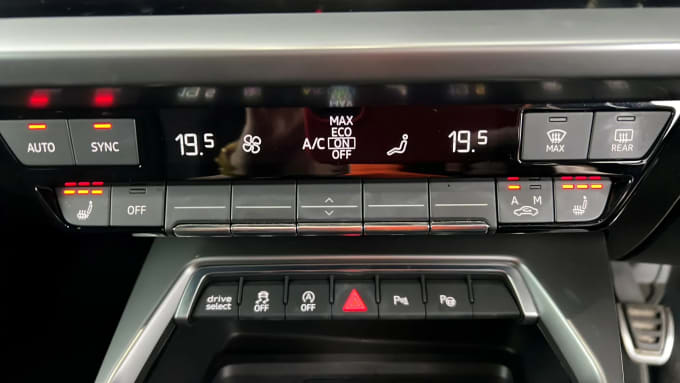 AUTO SYNC 19.5 A/C MAX
ECO
ON
OFF 19.5 MAX REAR
OFF A M
drive
select OFF OFF P P